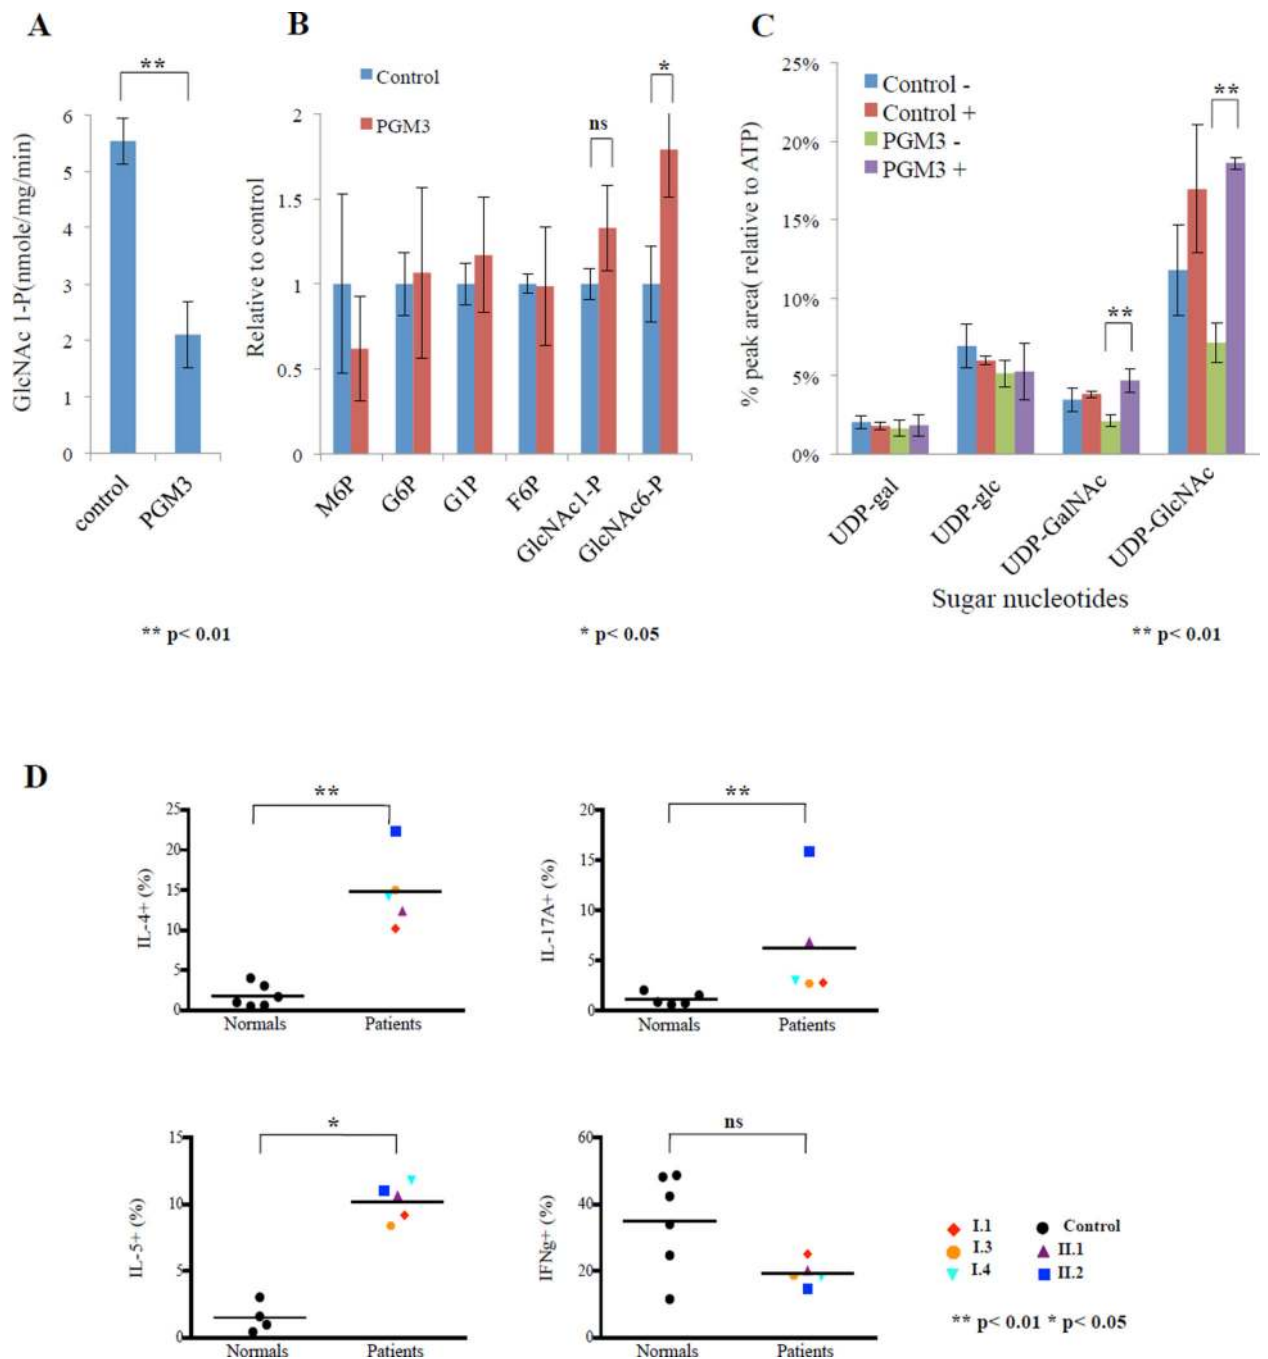 A
**
GlcNAc 1-P(nmole/mg/min)
6
5
4
3
2
1
0
control
PGM3
** p< 0.01
B
Control
PGM3
*
ns
Relative to control
2
1.5
1
0.5
0
M6P
G6P
G1P
F6P
GlcNAc1-P
GlcNAc6-P
* p< 0.05
C
Control -
Control +
PGM3 -
PGM3 +
**
**
% peak area( relative to ATP)
25%
20%
15%
10%
5%
0%
UDP-gal
UDP-glc
UDP-GalNAc
UDP-GlcNAc
Sugar nucleotides
** p< 0.01
D
**
IL-4+ (%)
25
20
15
10
5
0
Normals
Patients
**
IL-17A+ (%)
20
15
10
5
0
Normals
Patients
*
IL-5+ (%)
15
10
5
0
Normals
Patients
ns
IFNg+ (%)
60
40
20
0
Normals
Patients
I.1
Control
I.3
II.1
I.4
II.2
** p< 0.01 * p< 0.05